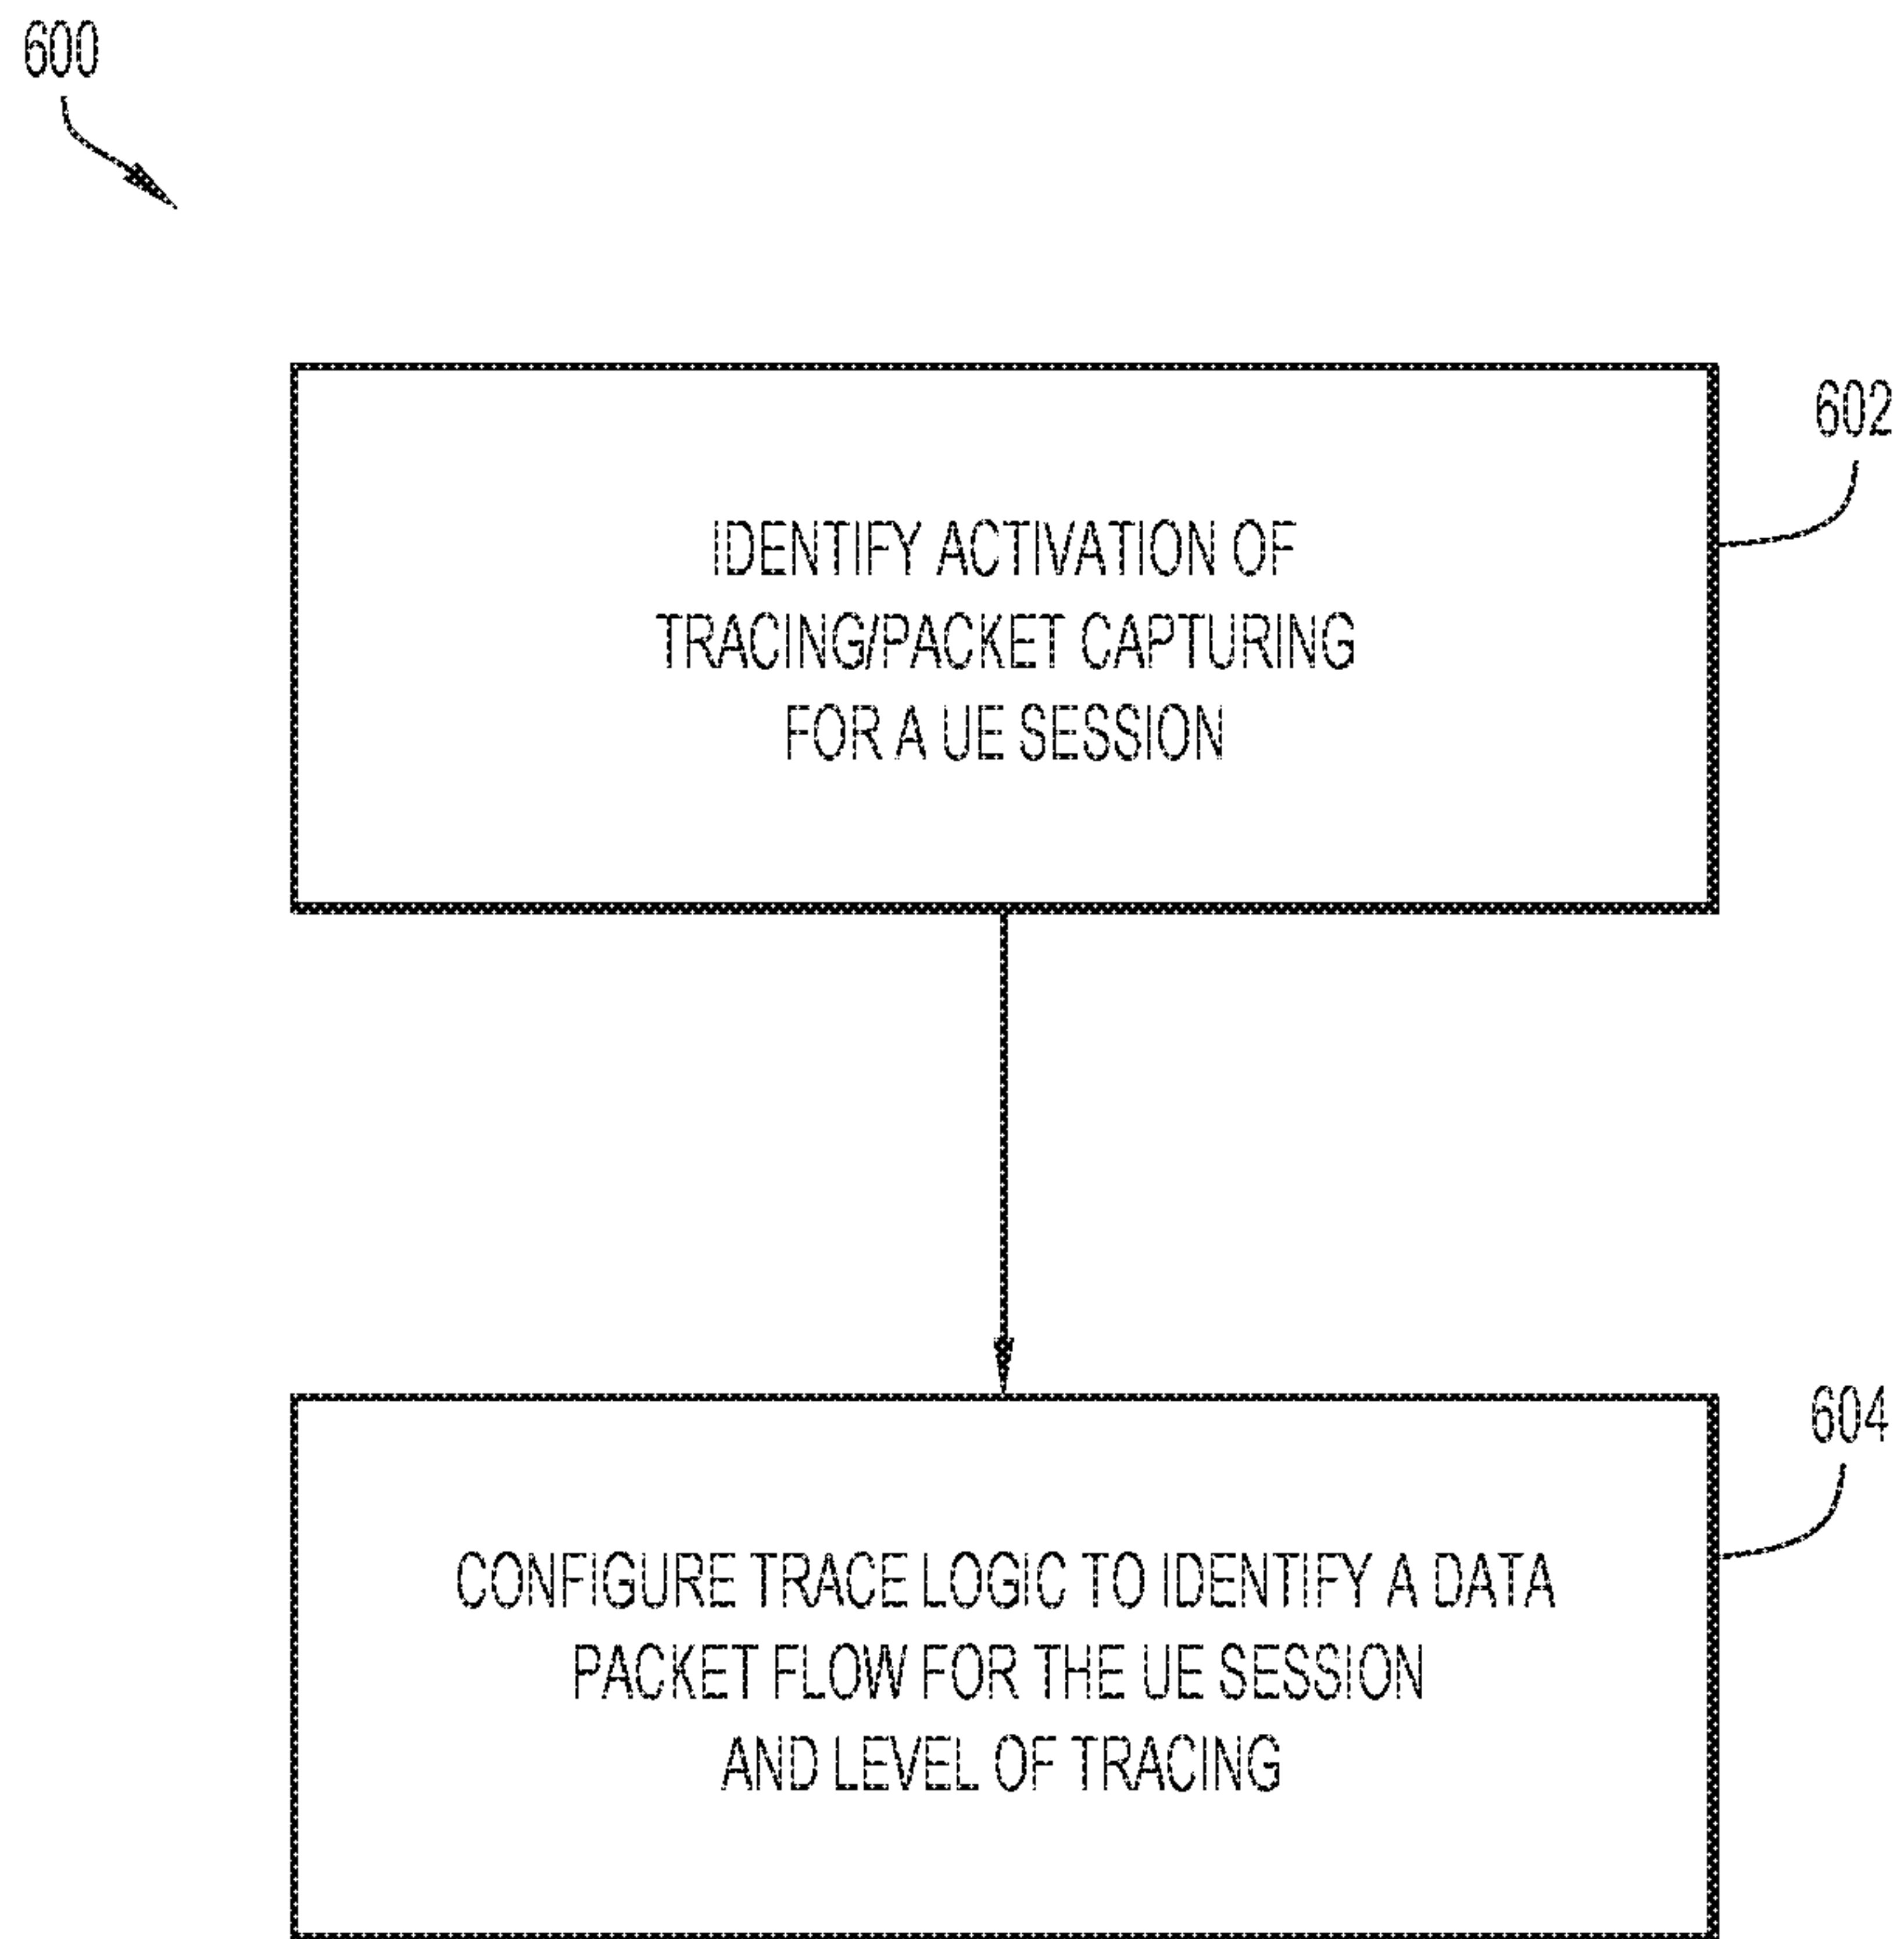 600
602
IDENTIFY ACTIVATION OF
TRACING/PACKET CAPTURING
FOR A UE SESSION
604
CONFIGURE TRACE LOGIC TO IDENTIFY A DATA
PACKET FLOW FOR THE UE SESSION
AND LEVEL OF TRACING